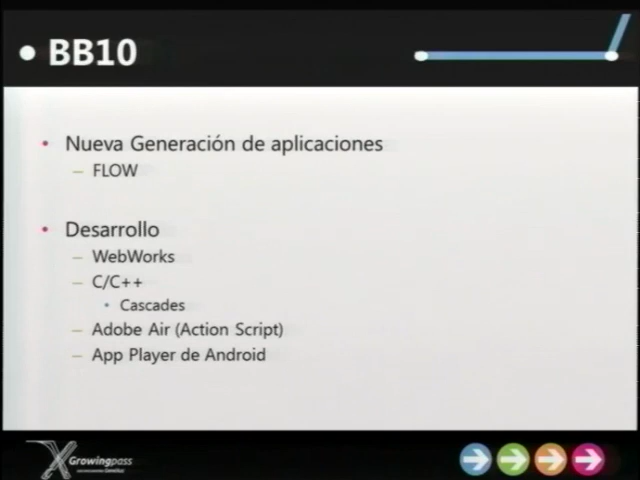 • BB10
• Nueva Generación de aplicaciones
– FLOW
• Desarrollo
– WebWorks
– C/C++
• Cascades
– Adobe Air (Action Script)
– App Player de Android
Growingpass